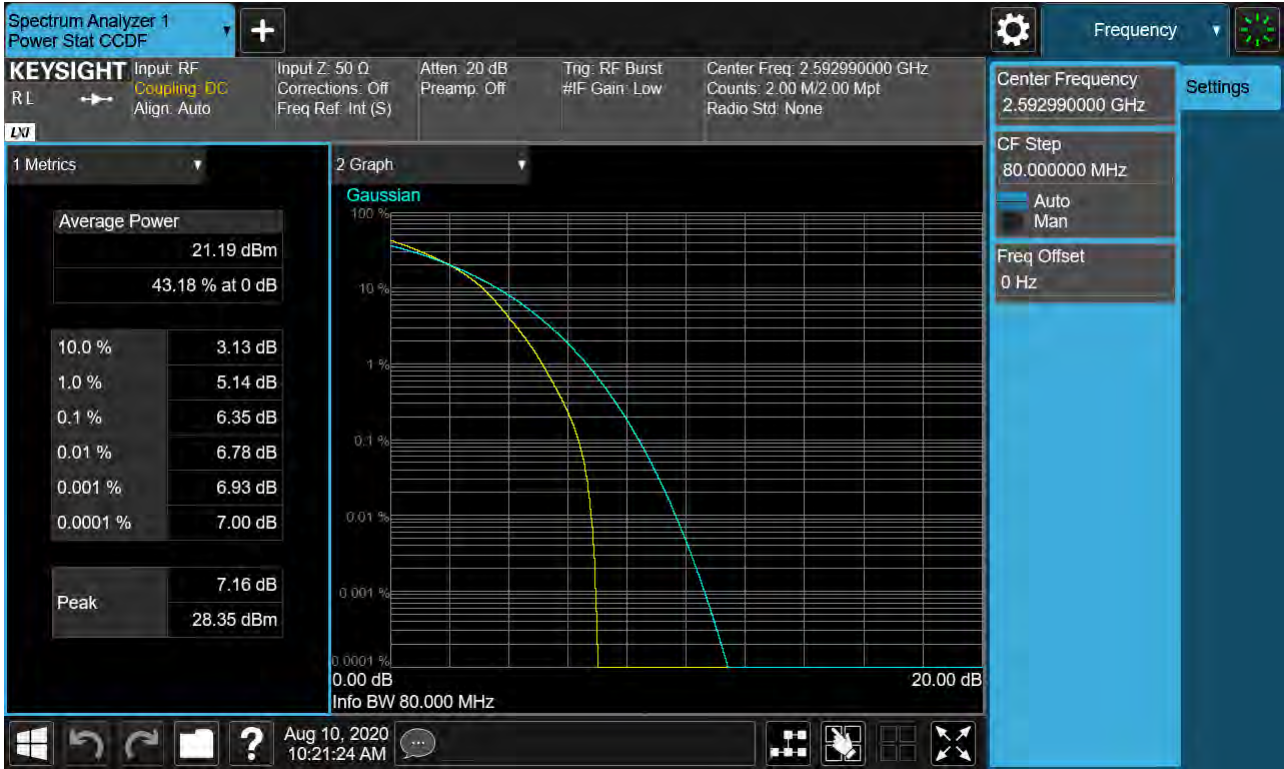 Spectrum Analyzer 1
Power Stat CCDF
+
Frequency
KEYSIGHT
RL
LXI
Input: RF
Coupling: DC
Align: Auto
Input Z: 50 Ω
Corrections: Off
Freq Ref: Int (S)
Atten: 20 dB
Preamp: Off
Trig: RF Burst
#IF Gain: Low
Center Freq: 2.592990000 GHz
Counts: 2.00 M/2.00 Mpt
Radio Std: None
Center Frequency
2.592990000 GHz
Settings
CF Step
80.000000 MHz
Auto
Man
Freq Offset
0 Hz
1 Metrics
Average Power
21.19 dBm
43.18 % at 0 dB
10.0 % 3.13 dB
1.0 % 5.14 dB
0.1 % 6.35 dB
0.01 % 6.78 dB
0.001 % 6.93 dB
0.0001 % 7.00 dB
Peak
7.16 dB
28.35 dBm
2 Graph
Gaussian
100 %
10 %
1 %
0.1 %
0.01 %
0.001 %
0.0001 %
0.00 dB 20.00 dB
Info BW 80.000 MHz
?
Aug 10, 2020
10:21:24 AM